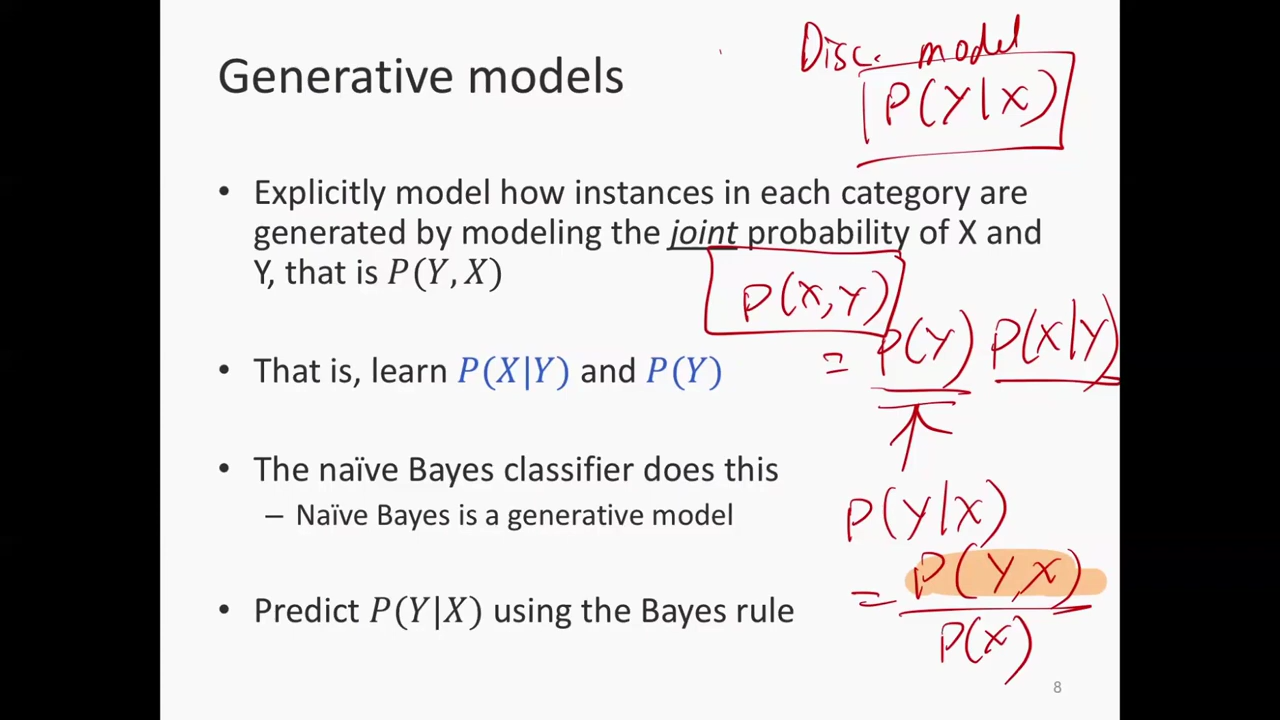 Disc. model
P(Y|X)
Generative models
• Explicitly model how instances in each category are
generated by modeling the joint probability of X and
Y, that is P(Y, X)
P(X,Y)
= P(Y) P(X|Y)
• That is, learn P(X|Y) and P(Y)
• The naïve Bayes classifier does this
– Naïve Bayes is a generative model
P(Y|X)
= P(Y,X)
P(X)
• Predict P(Y|X) using the Bayes rule
8